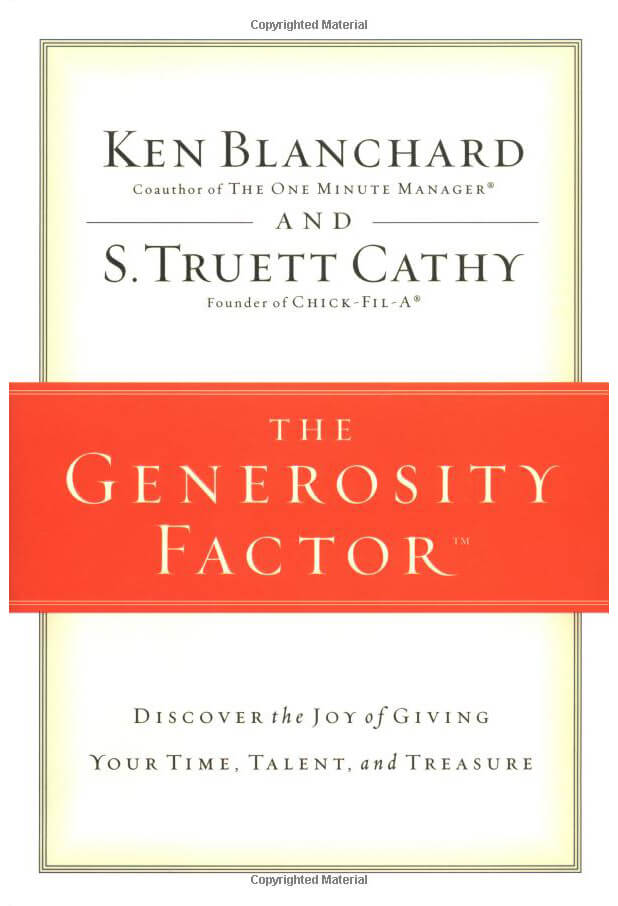 Copyrighted Material
KEN BLANCHARD
Coauthor of THE ONE MINUTE MANAGER®
AND
S. TRUETT CATHY
Founder of CHICK-FIL-A®
THE
GENEROSITY
FACTOR™
DISCOVER the JOY of GIVING
YOUR TIME, TALENT, and TREASURE
Copyrighted Material